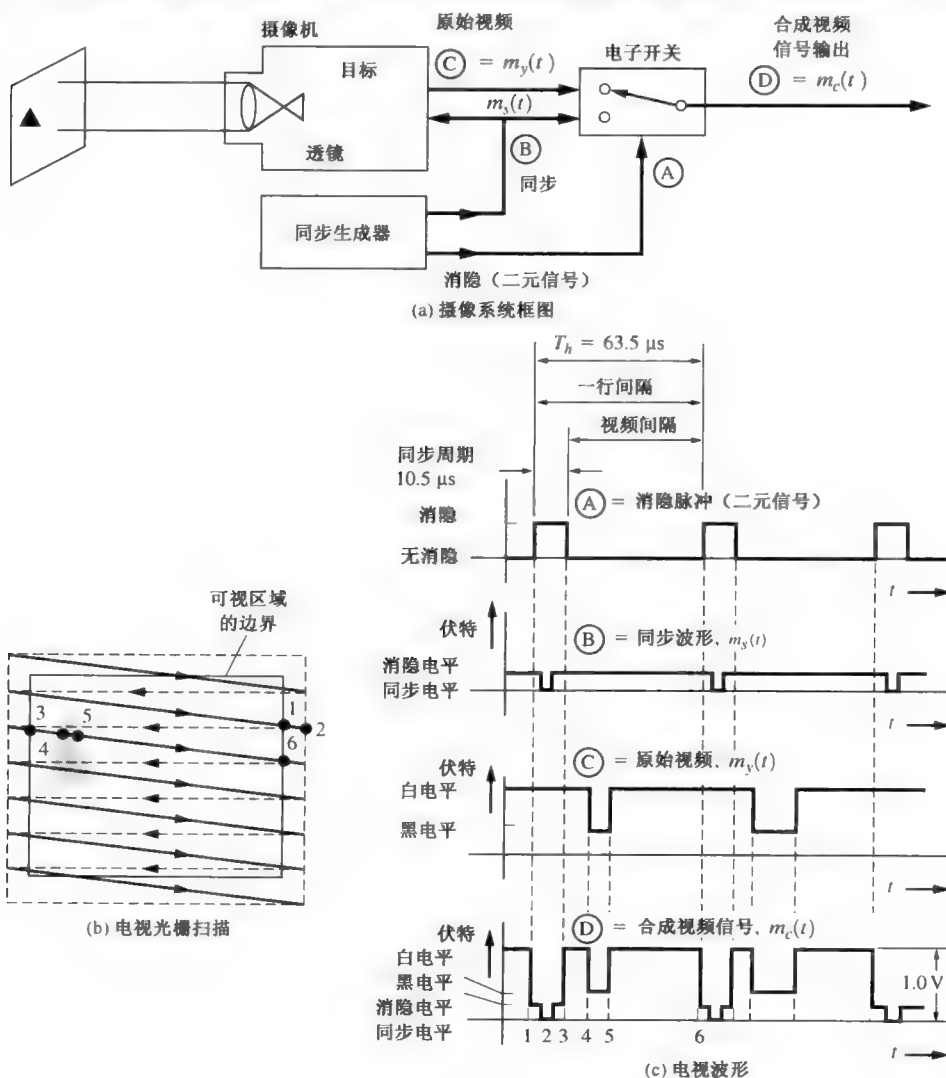 摄像机
目标
透镜
原始视频
Ⓒ = m_y(t)
m_s(t)
Ⓑ
同步
电子开关
Ⓐ
合成视频
信号输出
Ⓓ = m_c(t)
同步生成器
消隐（二元信号）
(a) 摄像系统框图
可视区域
的边界
1
2
3
5
4
6
(b) 电视光栅扫描
T_h = 63.5 μs
一行间隔
视频间隔
同步周期
10.5 μs
Ⓐ = 消隐脉冲（二元信号）
消隐
无消隐
t
伏特
Ⓑ = 同步波形, m_s(t)
消隐电平
同步电平
t
伏特
Ⓒ = 原始视频, m_y(t)
白电平
黑电平
t
伏特
Ⓓ = 合成视频信号, m_c(t)
白电平
黑电平
消隐电平
同步电平
1.0 V
1 2 3 4 5 6
t
(c) 电视波形